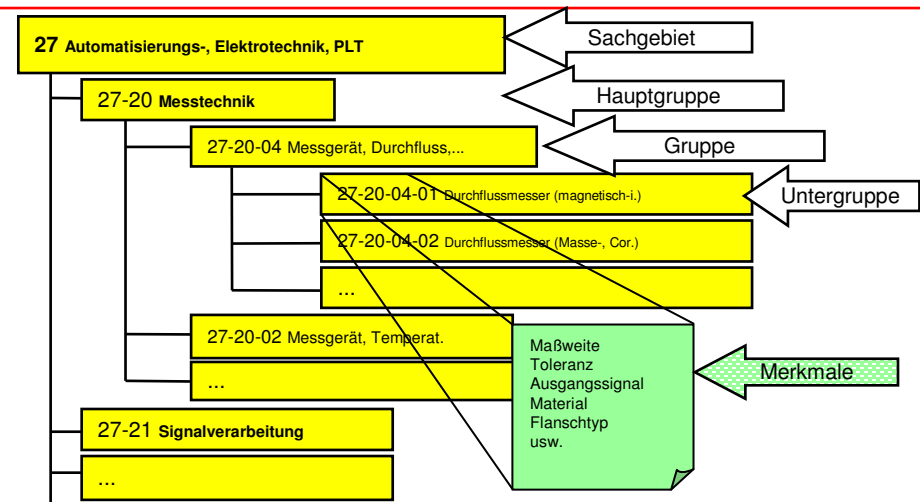 27 Automatisierungs-, Elektrotechnik, PLT
Sachgebiet
27-20 Messtechnik
Hauptgruppe
27-20-04 Messgerät, Durchfluss,...
Gruppe
27-20-04-01 Durchflussmesser (magnetisch-i.)
Untergruppe
27-20-04-02 Durchflussmesser (Masse-, Cor.)
...
27-20-02 Messgerät, Temperat.
...
Maßweite
Toleranz
Ausgangssignal
Material
Flanschtyp
usw.
Merkmale
27-21 Signalverarbeitung
...